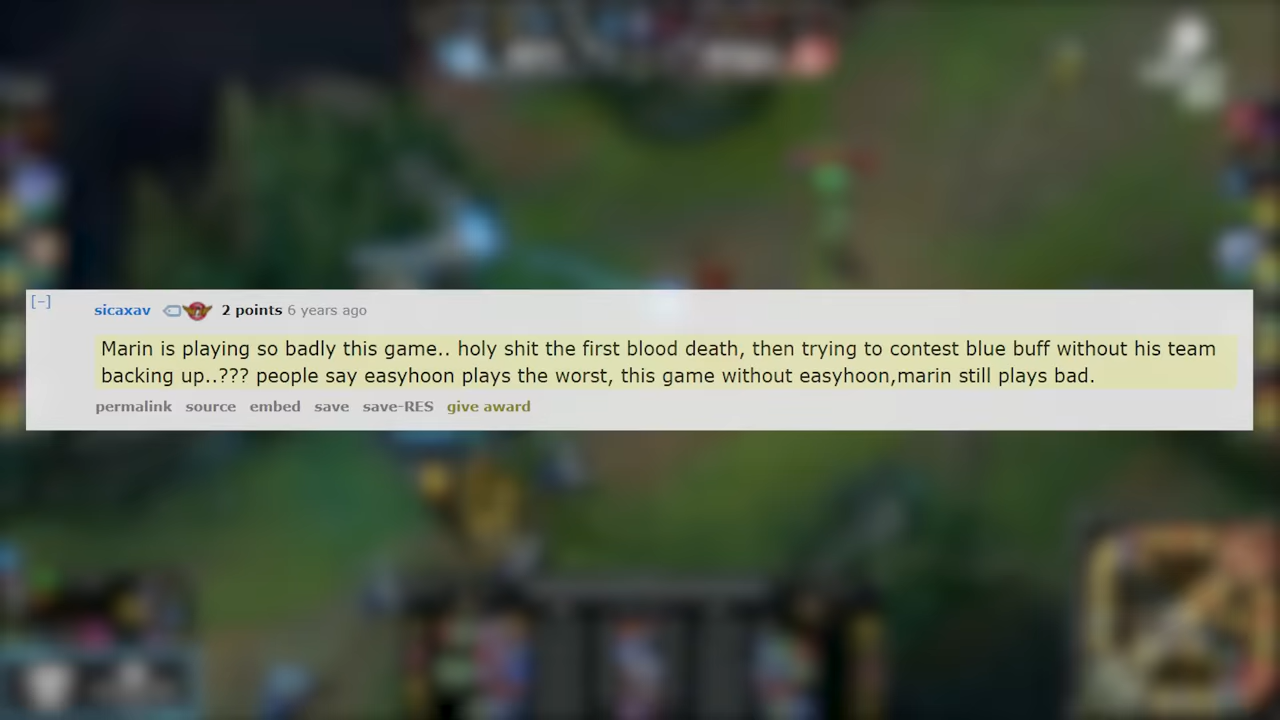 [–]
sicaxav 2 points 6 years ago
Marin is playing so badly this game.. holy shit the first blood death, then trying to contest blue buff without his team
backing up..??? people say easyhoon plays the worst, this game without easyhoon,marin still plays bad.
permalink source embed save save-RES give award